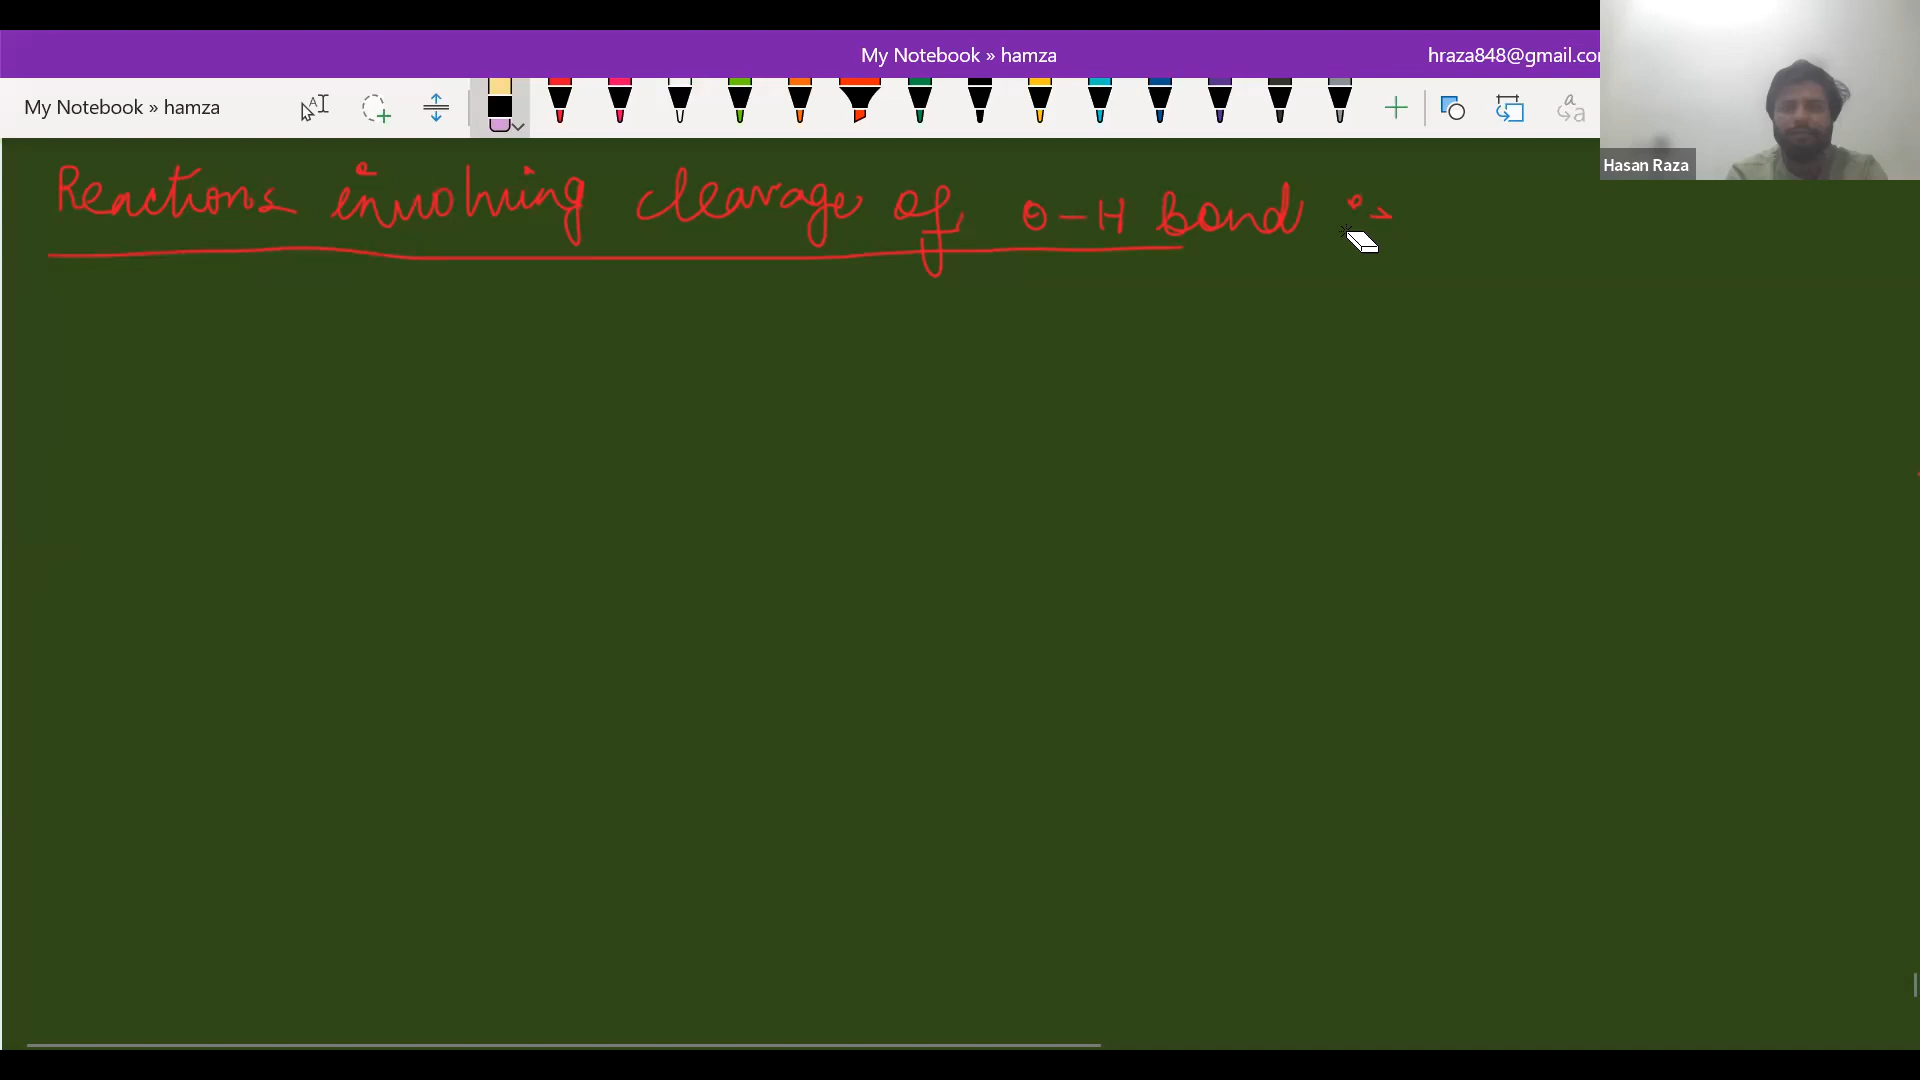 My Notebook » hamza
hraza848@gmail.co
My Notebook » hamza
Hasan Raza
Reactions involving cleavage of O-H Bond :-